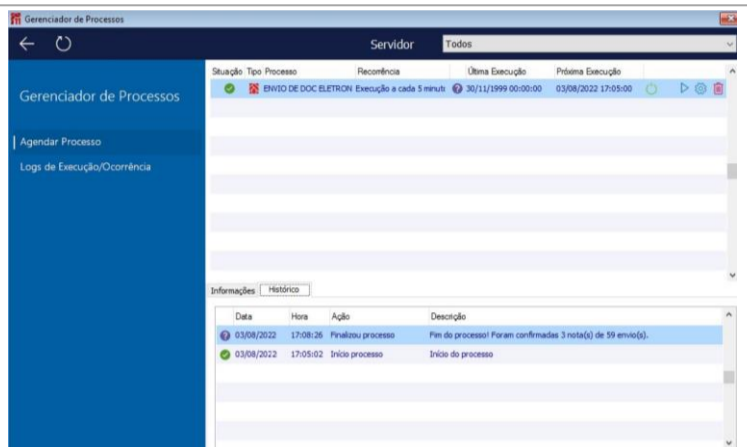 Gerenciador de Processos
Servidor Todos
Gerenciador de Processos
Agendar Processo
Logs de Execução/Ocorrência
Situação Tipo Processo Recorrência Última Execução Próxima Execução
ENVIO DE DOC ELETRON Execução a cada 5 minut 30/11/1999 00:00:00 03/08/2022 17:05:00
Informações Histórico
Data Hora Ação Descrição
03/08/2022 17:08:26 Finalizou processo Fim do processo! Foram confirmadas 3 nota(s) de 59 envio(s).
03/08/2022 17:05:02 Início processo Início do processo